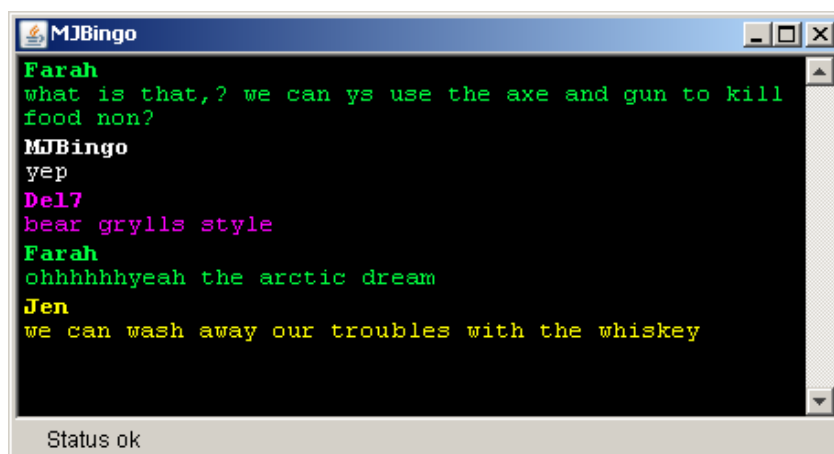 MJBingo
Farah
what is that,? we can ys use the axe and gun to kill
food non?
MJBingo
yep
Del7
bear grylls style
Farah
ohhhhhhyeah the arctic dream
Jen
we can wash away our troubles with the whiskey
Status ok